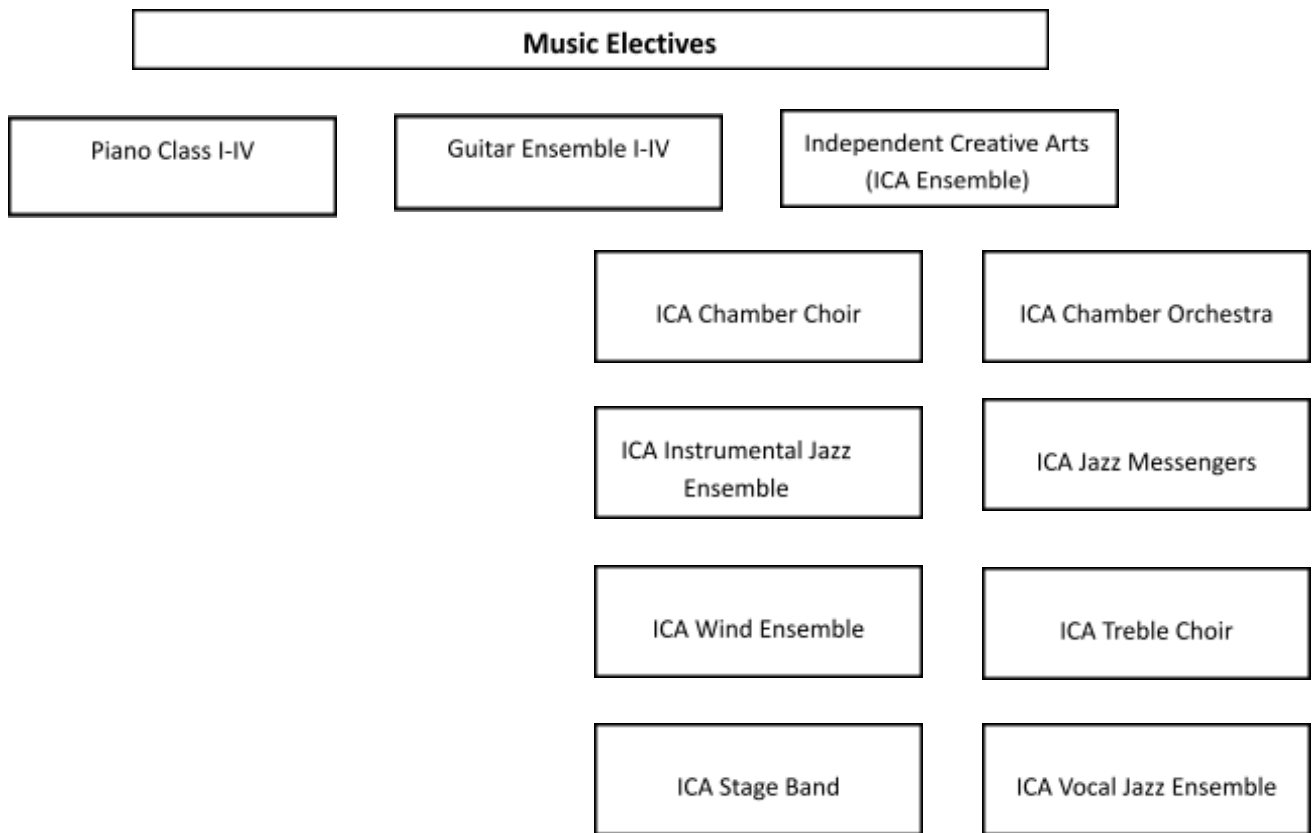 Music Electives
Piano Class I-IV
Guitar Ensemble I-IV
Independent Creative Arts
(ICA Ensemble)
ICA Chamber Choir
ICA Chamber Orchestra
ICA Instrumental Jazz
Ensemble
ICA Jazz Messengers
ICA Wind Ensemble
ICA Treble Choir
ICA Stage Band
ICA Vocal Jazz Ensemble